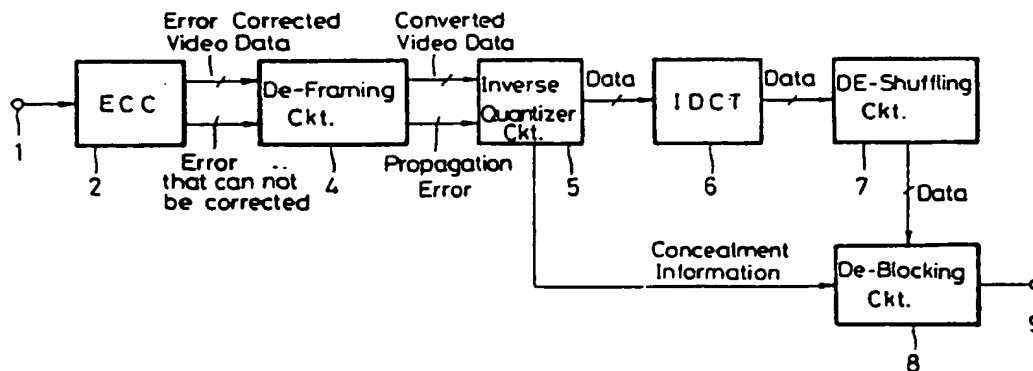 Error Corrected
Video Data
Converted
Video Data
ECC
De-Framing
Ckt.
Inverse
Quantizer
Ckt.
Data
IDCT
Data
DE-Shuffling
Ckt.
1
2
Error
that can not
be corrected
4
Propagation
Error
5
6
7
Data
Concealment
Information
De-Blocking
Ckt.
8
9